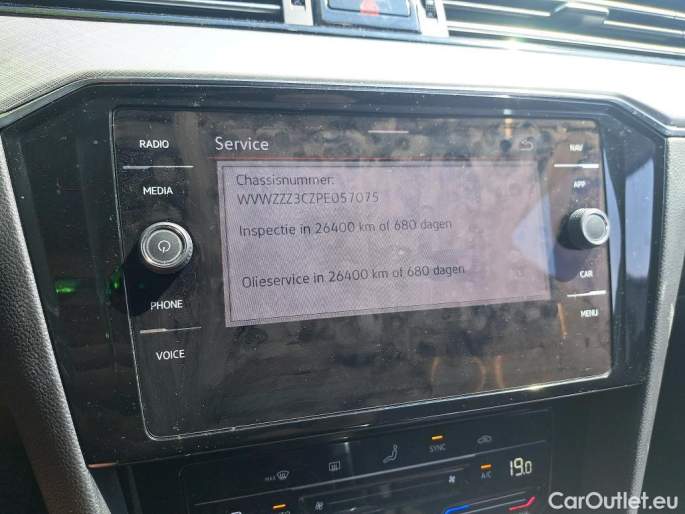 RADIO
Service
NAV
MEDIA
APP
Chassisnummer:
WVWZZZ3CZPE057075
Inspectie in 26400 km of 680 dagen
Olieservice in 26400 km of 680 dagen
PHONE
CAR
VOICE
MENU
MAX
SYNC
A/C
19.0
CarOutlet.eu